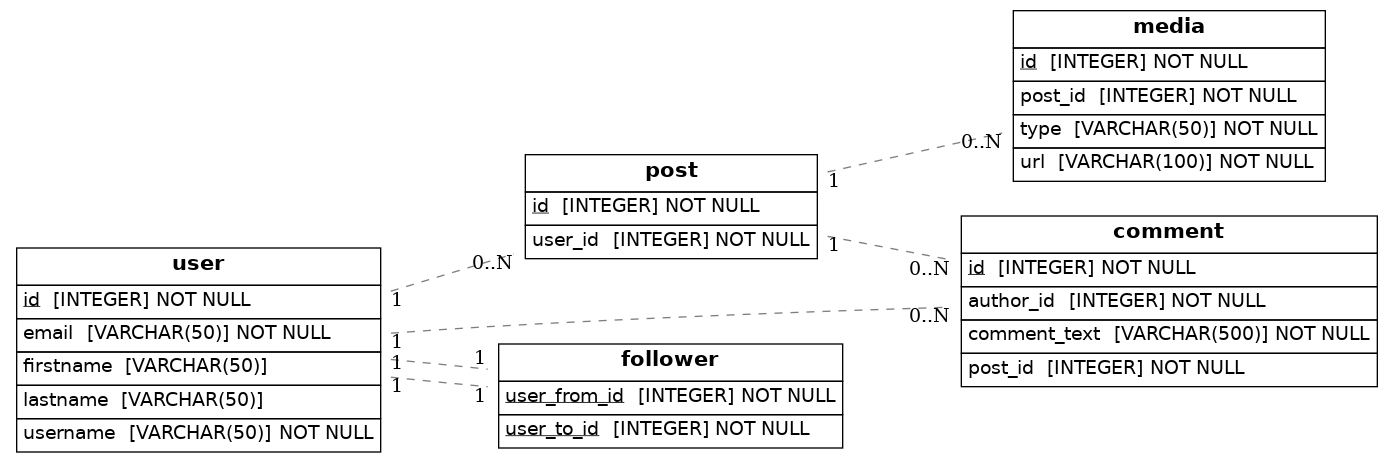 media
id [INTEGER] NOT NULL
post_id [INTEGER] NOT NULL
type [VARCHAR(50)] NOT NULL
url [VARCHAR(100)] NOT NULL
0..N
1
post
id [INTEGER] NOT NULL
user_id [INTEGER] NOT NULL
1
0..N
comment
id [INTEGER] NOT NULL
author_id [INTEGER] NOT NULL
comment_text [VARCHAR(500)] NOT NULL
post_id [INTEGER] NOT NULL
0..N
1
0..N
1
user
id [INTEGER] NOT NULL
email [VARCHAR(50)] NOT NULL
firstname [VARCHAR(50)]
lastname [VARCHAR(50)]
username [VARCHAR(50)] NOT NULL
1
1
1
1
follower
user_from_id [INTEGER] NOT NULL
user_to_id [INTEGER] NOT NULL